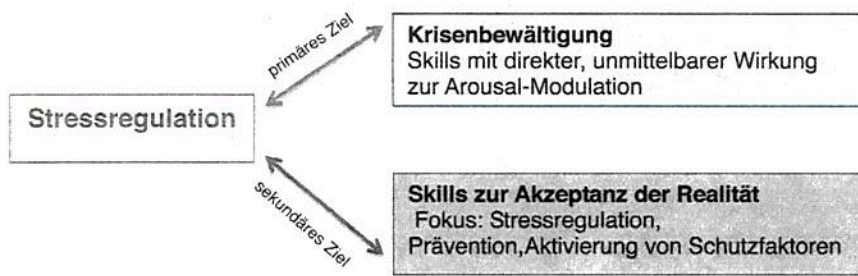 primäres Ziel
Krisenbewältigung
Skills mit direkter, unmittelbarer Wirkung
zur Arousal-Modulation
Stressregulation
sekundäres Ziel
Skills zur Akzeptanz der Realität
Fokus: Stressregulation,
Prävention,Aktivierung von Schutzfaktoren